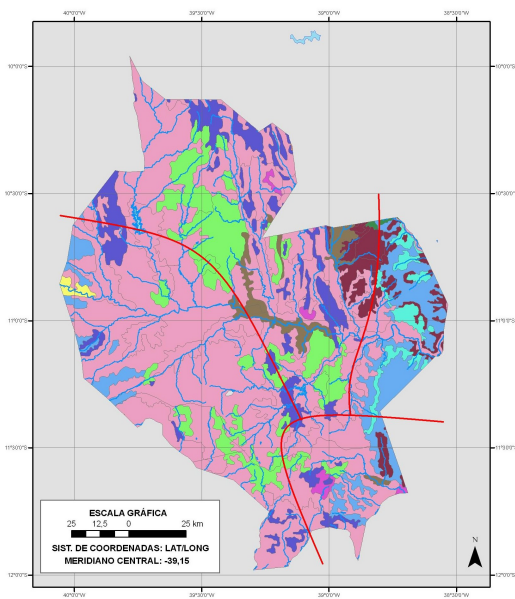 40°0'0"S 39°30'0"S 39°0'0"S 38°30'0"S
10°0'0"S 10°0'0"S
10°30'0"S 10°30'0"S
11°0'0"S 11°0'0"S
11°30'0"S
ESCALA GRÁFICA
25 12.5 0 25 km
SIST. DE COORDENADAS: LAT/LONG
MERIDIANO CENTRAL: -39,15
N
12°0'0"S 12°0'0"S
40°0'0"S 39°30'0"S 39°0'0"S 38°30'0"S